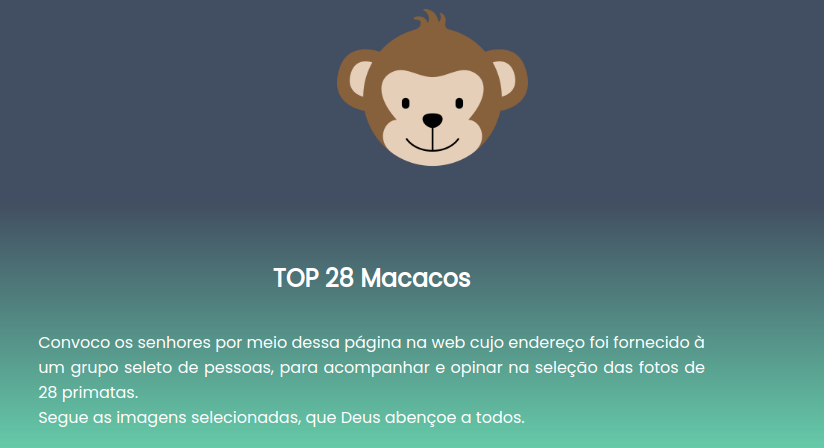 TOP 28 Macacos
Convoco os senhores por meio dessa página na web cujo endereço foi fornecido à
um grupo seleto de pessoas, para acompanhar e opinar na seleção das fotos de
28 primatas.
Segue as imagens selecionadas, que Deus abençoe a todos.